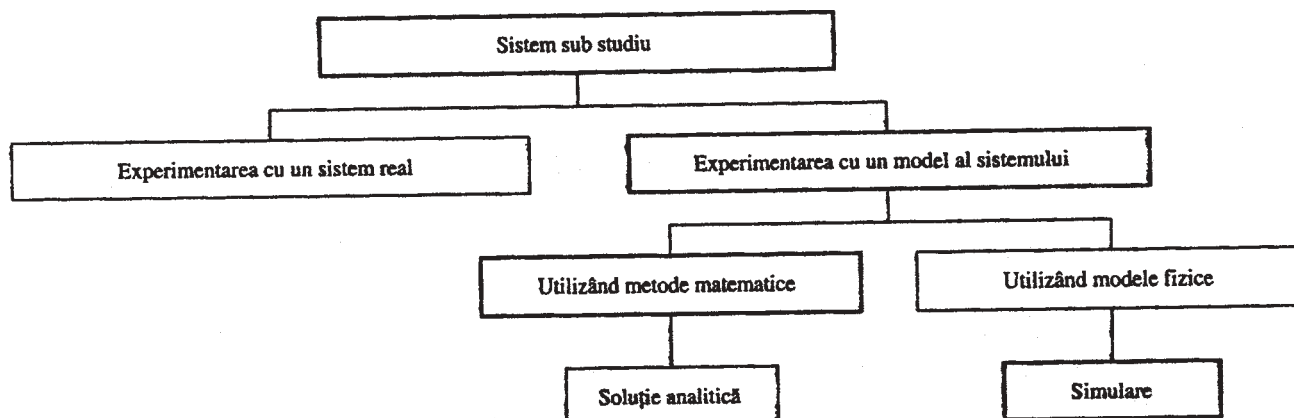 Sistem sub studiu
Experimentarea cu un sistem real
Experimentarea cu un model al sistemului
Utilizând metode matematice
Utilizând modele fizice
Soluție analitică
Simulare